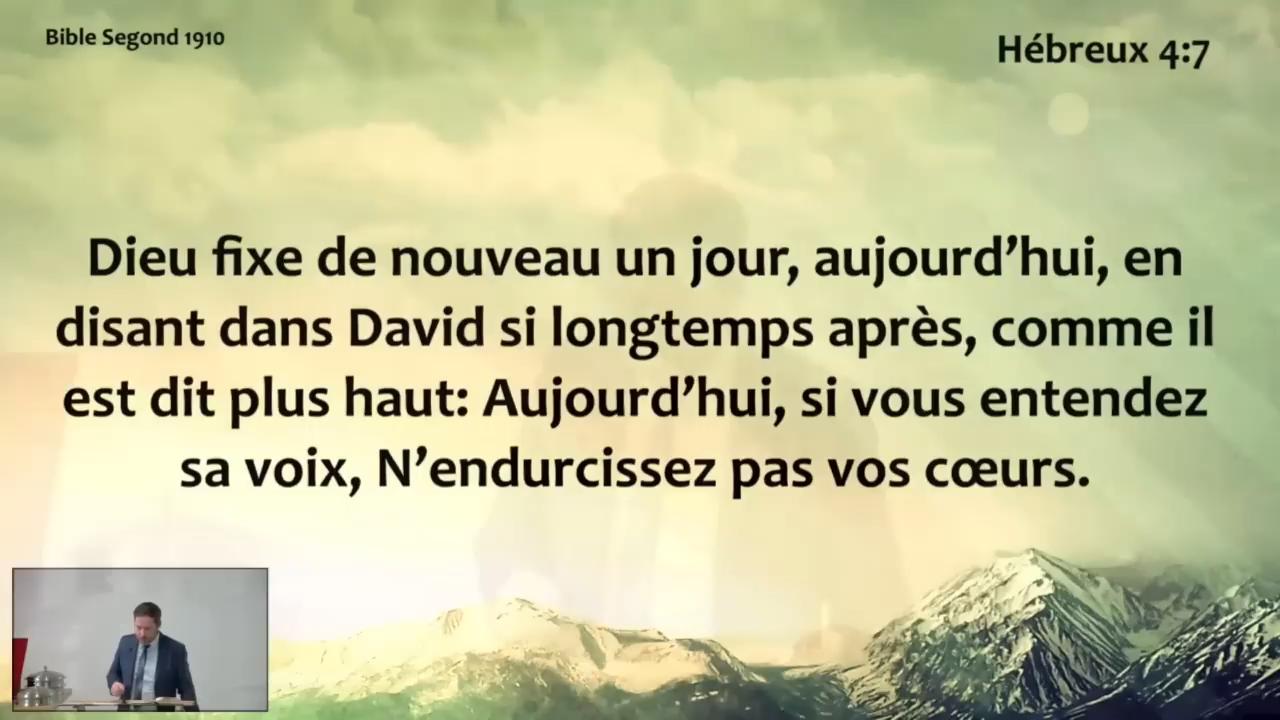 Bible Segond 1910
Hébreux 4:7
Dieu fixe de nouveau un jour, aujourd’hui, en
disant dans David si longtemps après, comme il
est dit plus haut: Aujourd’hui, si vous entendez
sa voix, N’endurcissez pas vos cœurs.